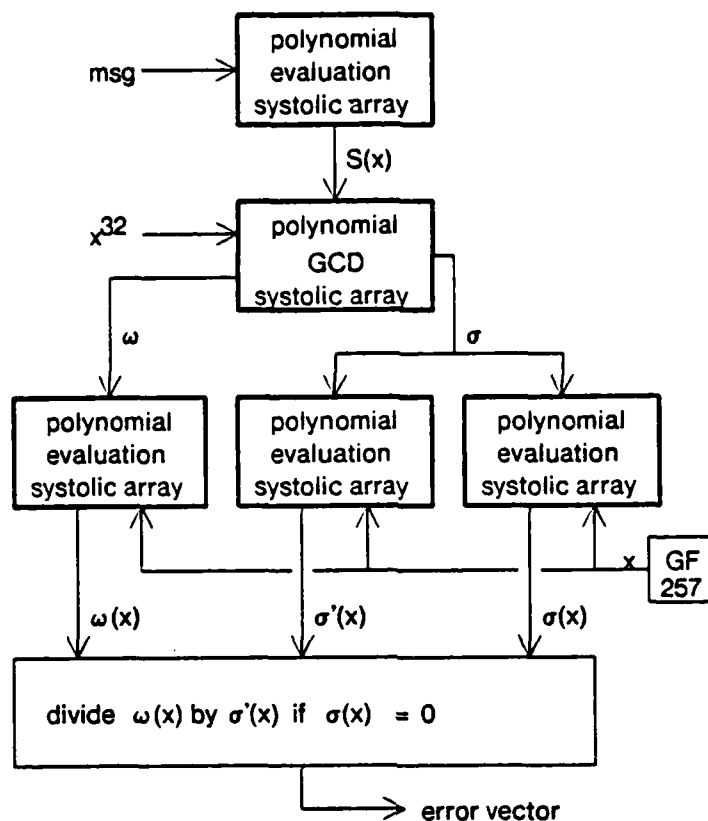 polynomial
evaluation
systolic array
msg
S(x)
x³²
polynomial
GCD
systolic array
ω
σ
polynomial
evaluation
systolic array
polynomial
evaluation
systolic array
polynomial
evaluation
systolic array
x
GF
257
ω(x)
σ'(x)
σ(x)
divide ω(x) by σ'(x) if σ(x) = 0
error vector